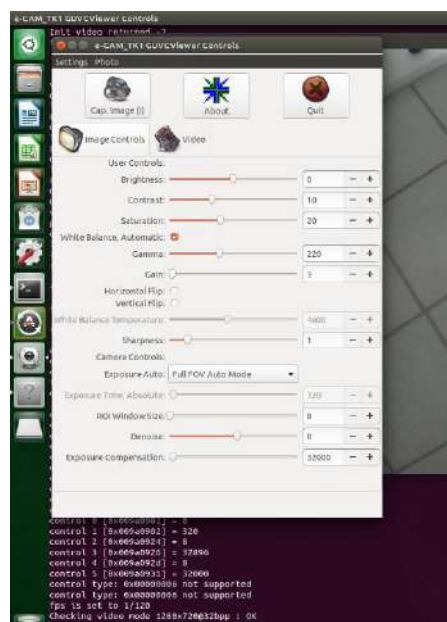 e-CAM_TK1 GUVCViewer Controls
Init video returned -2
e-CAM_TK1 GUVCViewer Controls
Settings Photo
Cap. Image (I) About Quit
Image Controls Video
User Controls:
Brightness: 0 - +
Contrast: 10 - +
Saturation: 20 - +
White Balance, Automatic:
Gamma: 220 - +
Gain: 3 - +
Horizontal Flip:
Vertical Flip:
White Balance Temperature: - +
Sharpness: 1 - +
Camera Controls:
Exposure Auto: Full FOV Auto Mode
Exposure Time, Absolute: 320 - +
ROI Window Size: 8 - +
Denoise: 8 - +
Exposure Compensation: 32000 - +
control 1 [0x009a0902] = 320
control 2 [0x009a0924] = 8
control 3 [0x009a0926] = 32896
control 4 [0x009a092d] = 8
control 5 [0x009a0931] = 32000
control type: 0x00000006 not supported
control type: 0x00000006 not supported
fps is set to 1/120
Checking video mode 1280x720@32bpp : OK